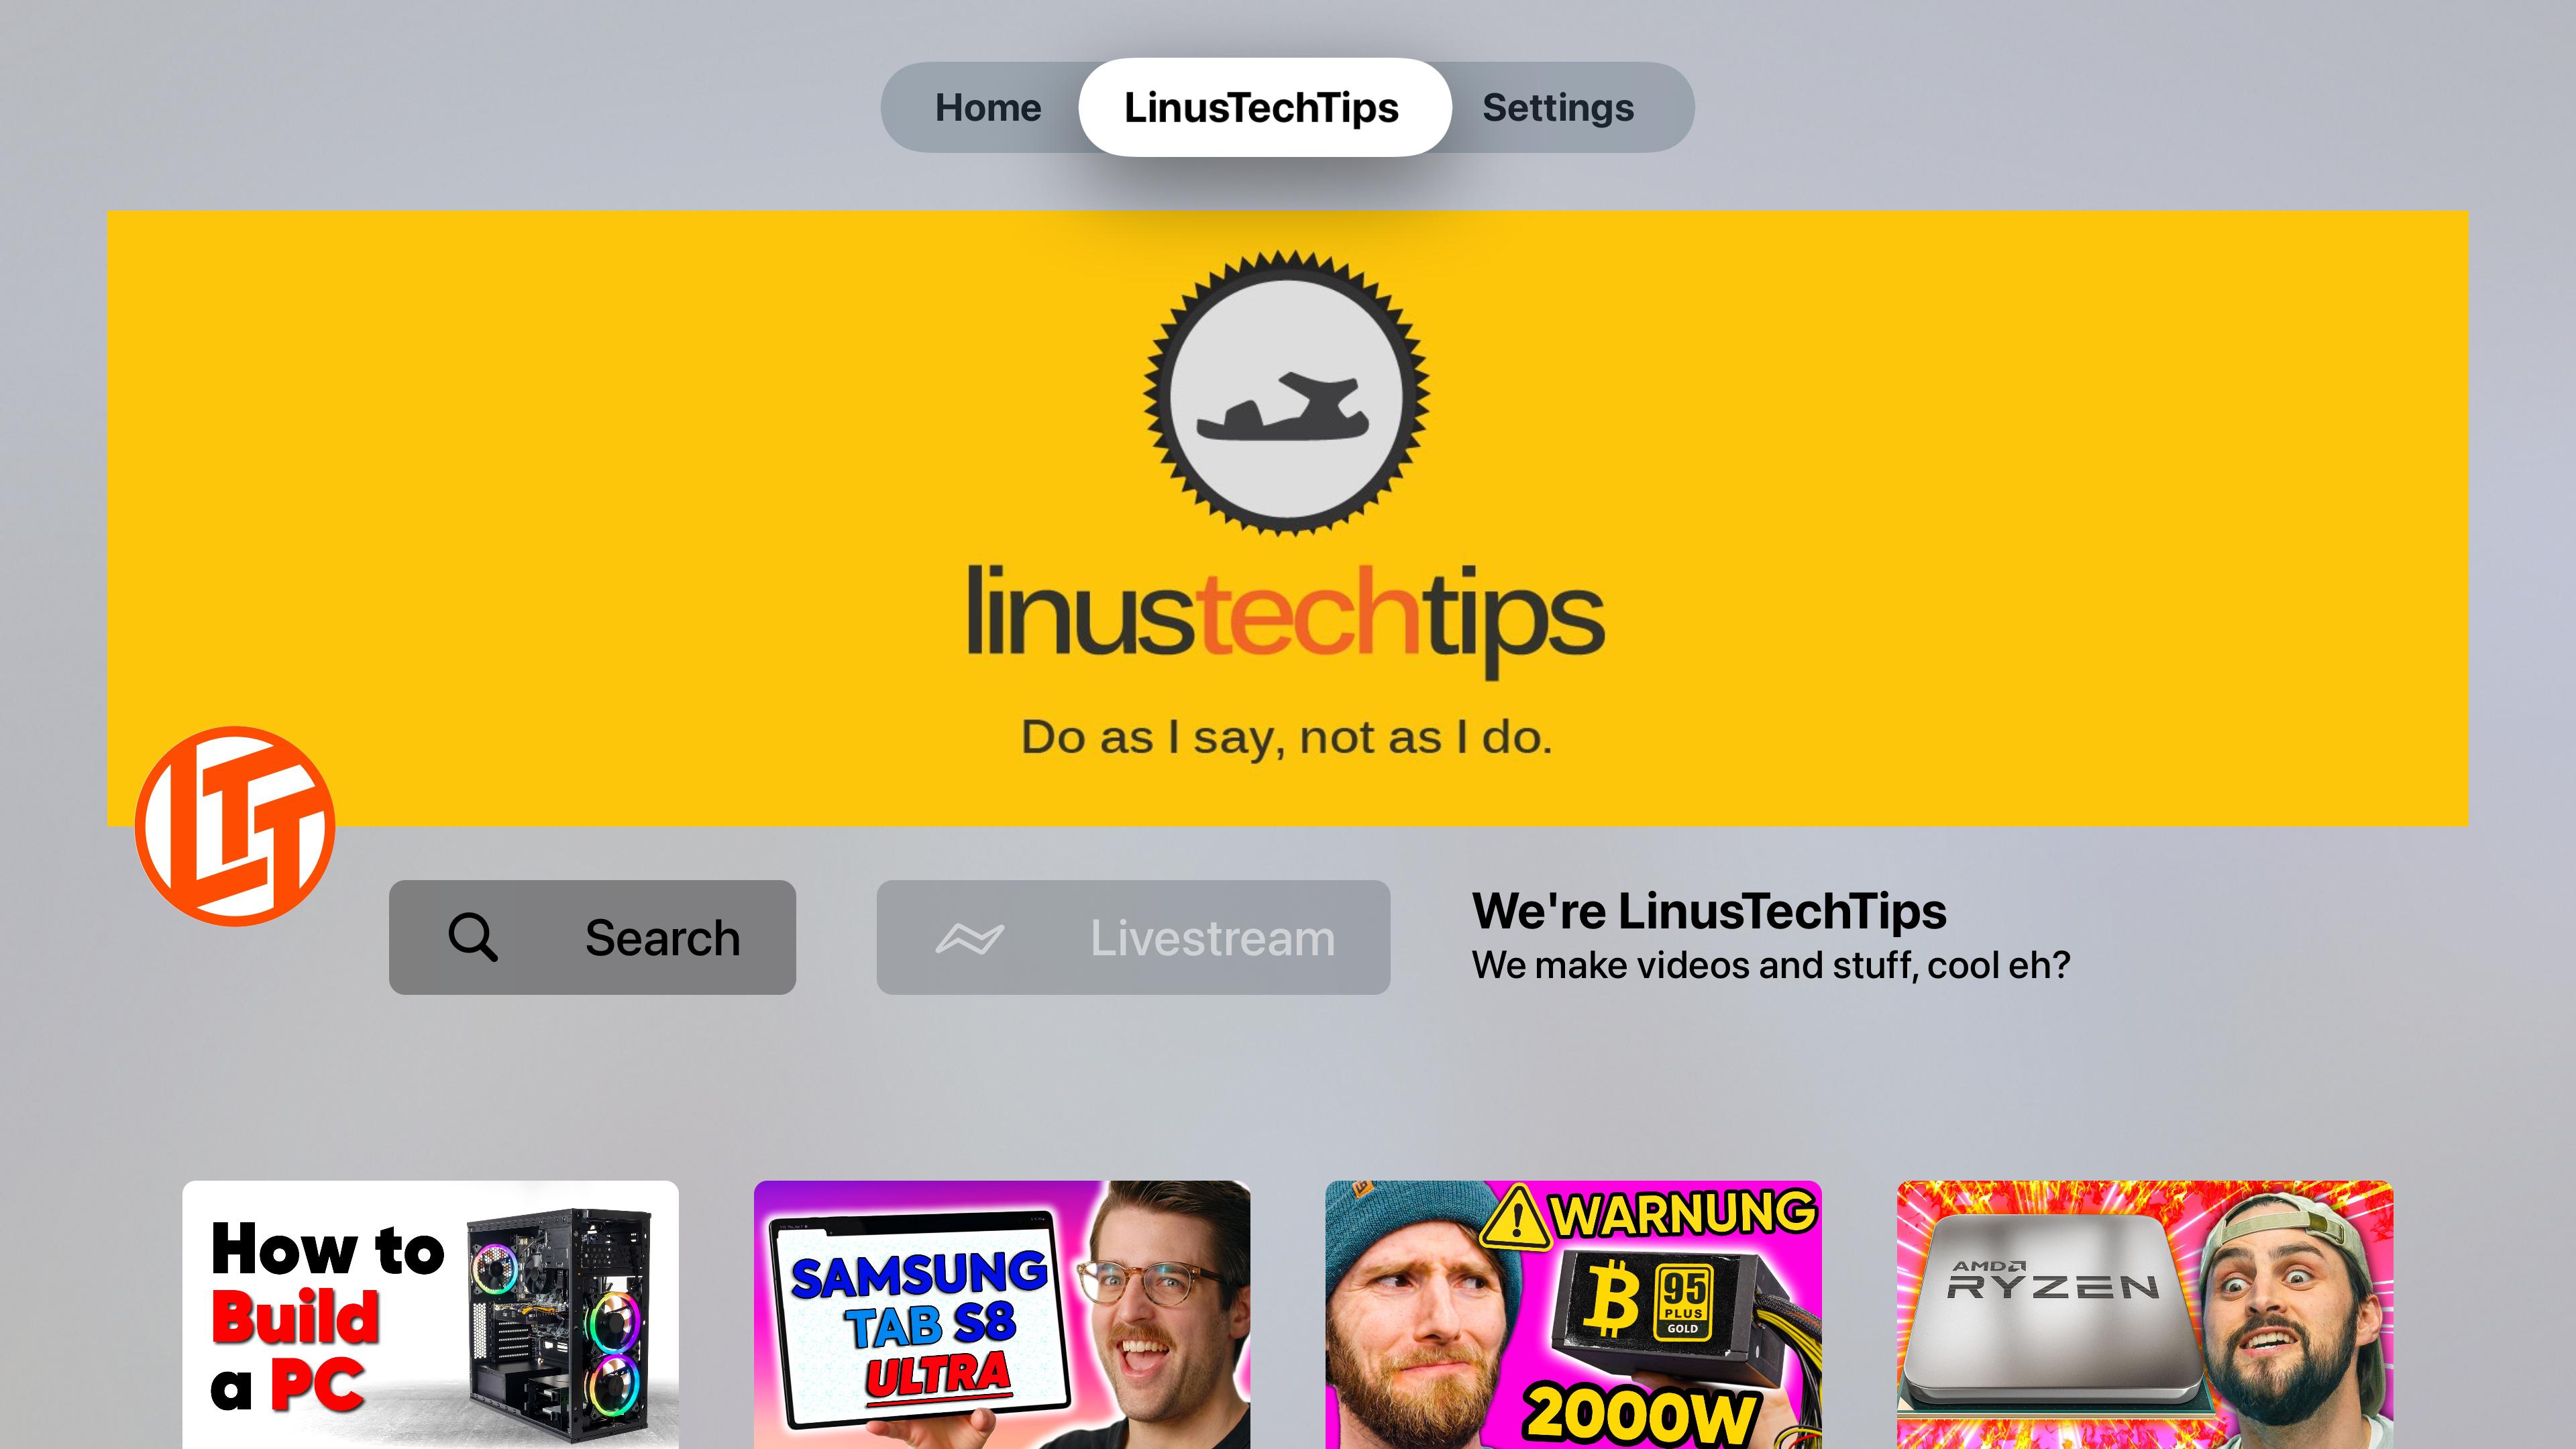 Home
LinusTechTips
Settings
linustechtips
Do as I say, not as I do.
LTT
Search
Livestream
We're LinusTechTips
We make videos and stuff, cool eh?
How to
Build
a PC
SAMSUNG
TAB S8
ULTRA
WARNUNG
95
PLUS
GOLD
2000W
AMD
RYZEN